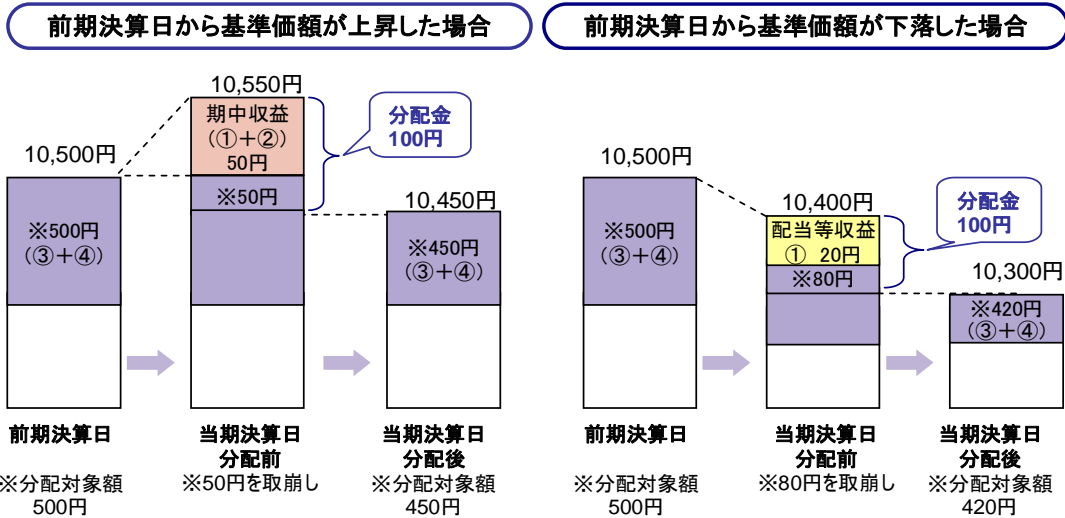 前期決算日から基準価額が上昇した場合
10,550円
期中収益
(①+②)
50円
※50円
分配金
100円
10,500円
※500円
(③+④)
10,450円
※450円
(③+④)
前期決算日
※分配対象額
500円
当期決算日
分配前
※50円を取崩し
当期決算日
分配後
※分配対象額
450円
前期決算日から基準価額が下落した場合
10,500円
※500円
(③+④)
10,400円
配当等収益
① 20円
※80円
分配金
100円
10,300円
※420円
(③+④)
前期決算日
※分配対象額
500円
当期決算日
分配前
※80円を取崩し
当期決算日
分配後
※分配対象額
420円